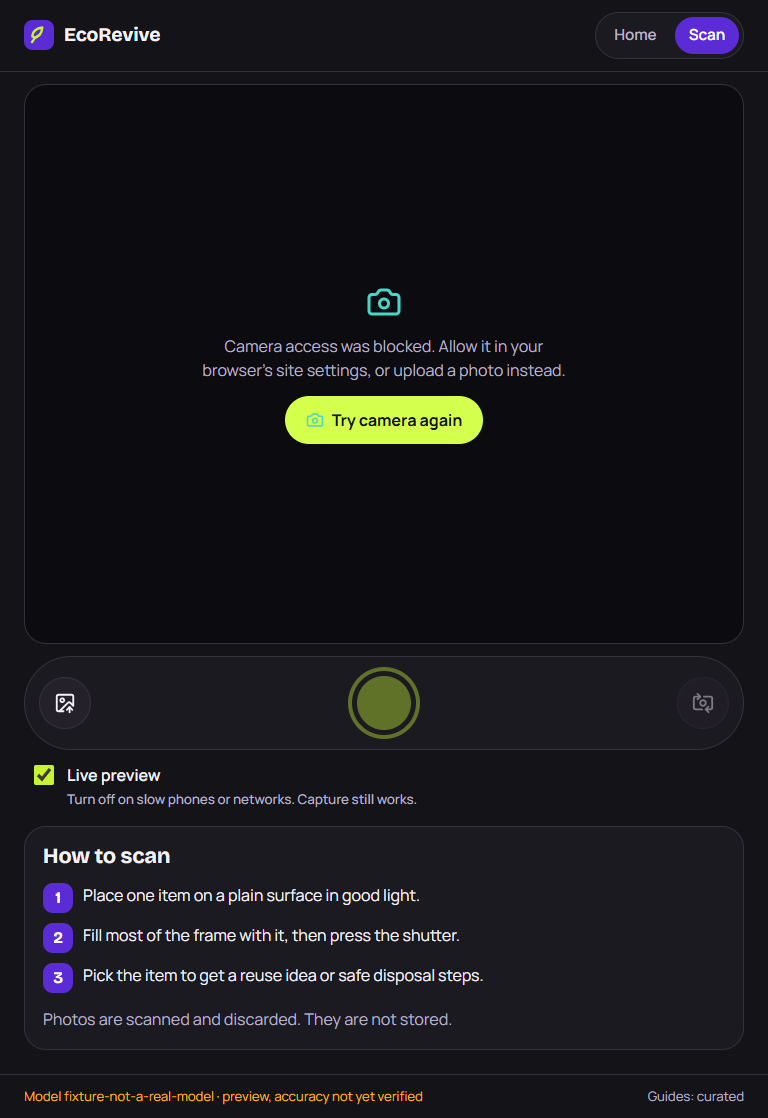 EcoRevive
Home
Scan
Camera access was blocked. Allow it in your
browser's site settings, or upload a photo instead.
Try camera again
Live preview
Turn off on slow phones or networks. Capture still works.
How to scan
1 Place one item on a plain surface in good light.
2 Fill most of the frame with it, then press the shutter.
3 Pick the item to get a reuse idea or safe disposal steps.
Photos are scanned and discarded. They are not stored.
Model fixture-not-a-real-model · preview, accuracy not yet verified
Guides: curated